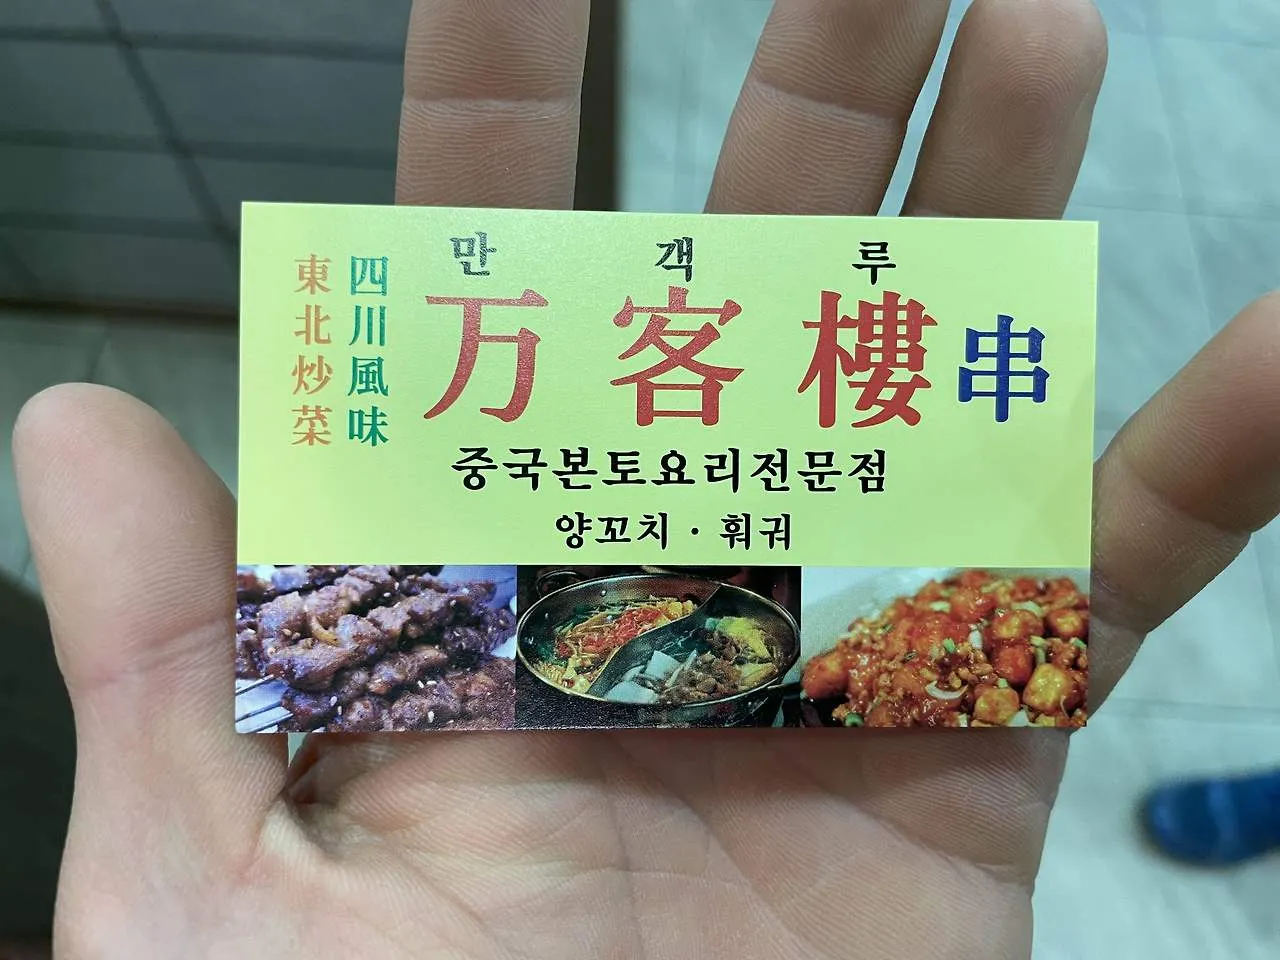 四川風味
東北炒菜
만객루
万客樓串
중국본토요리전문점
양꼬치 · 훠궈